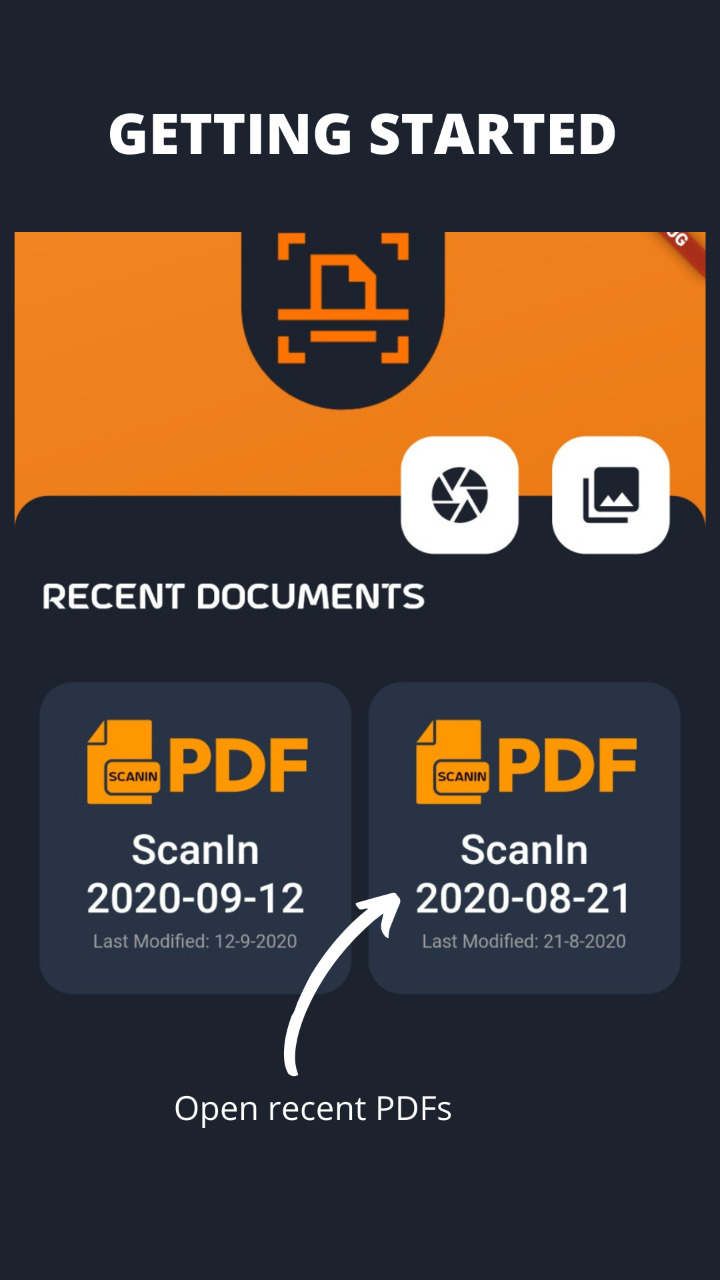 GETTING STARTED
RECENT DOCUMENTS
SCANIN PDF
ScanIn
2020-09-12
Last Modified: 12-9-2020
SCANIN PDF
ScanIn
2020-08-21
Last Modified: 21-8-2020
Open recent PDFs